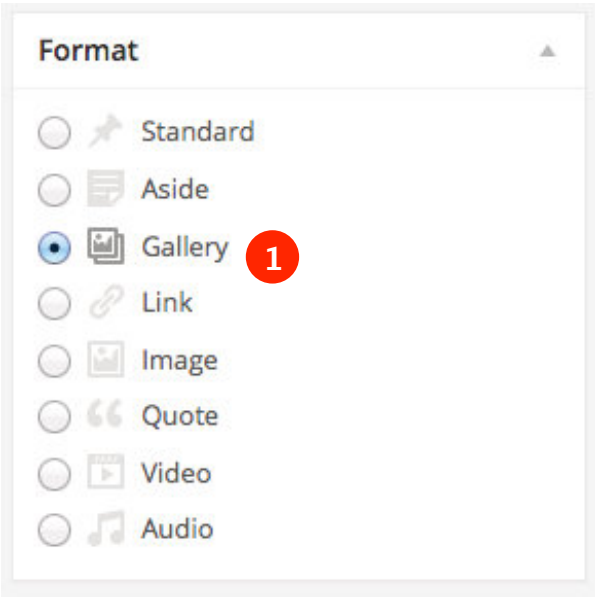 Format
Standard
Aside
Gallery 1
Link
Image
Quote
Video
Audio